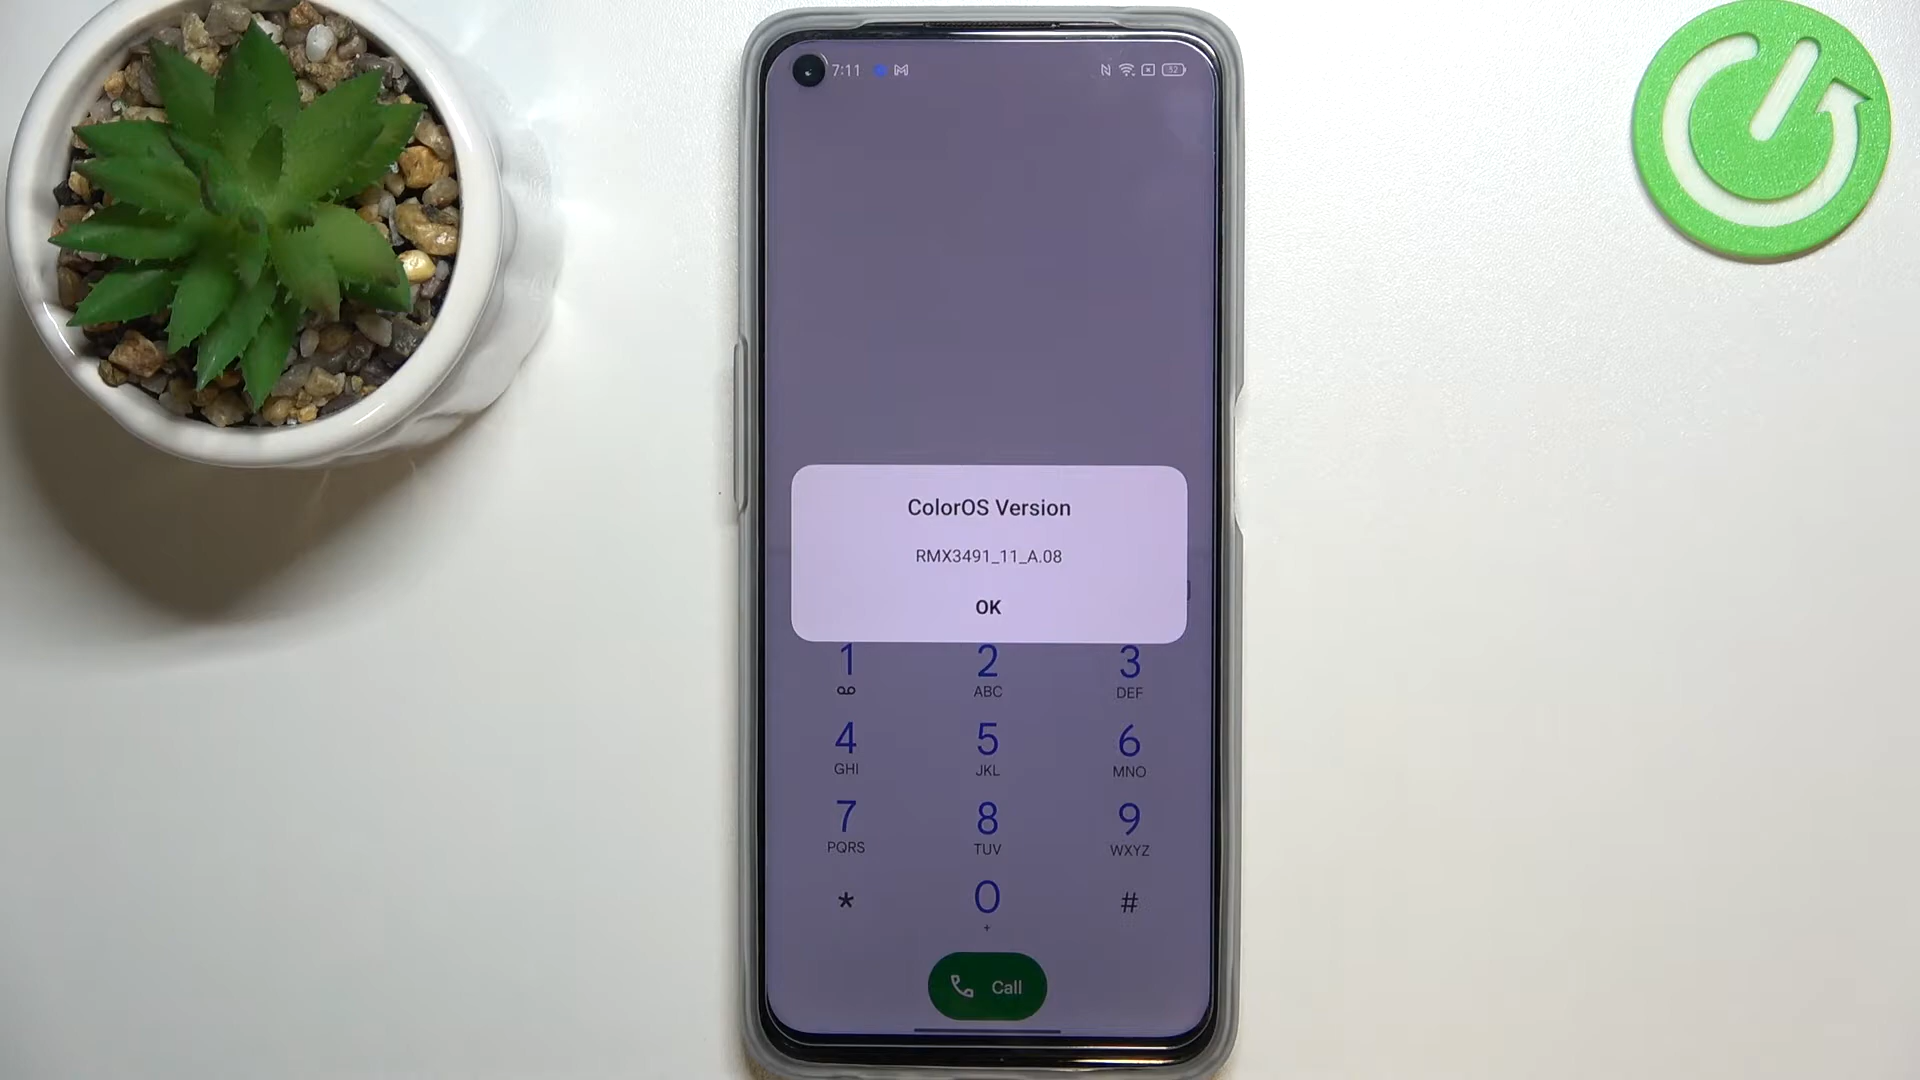 7:11
52
ColorOS Version
RMX3491_11_A.08
OK
1 2 3
ABC DEF
4 5 6
GHI JKL MNO
7 8 9
PQRS TUV WXYZ
* 0 #
+
Call